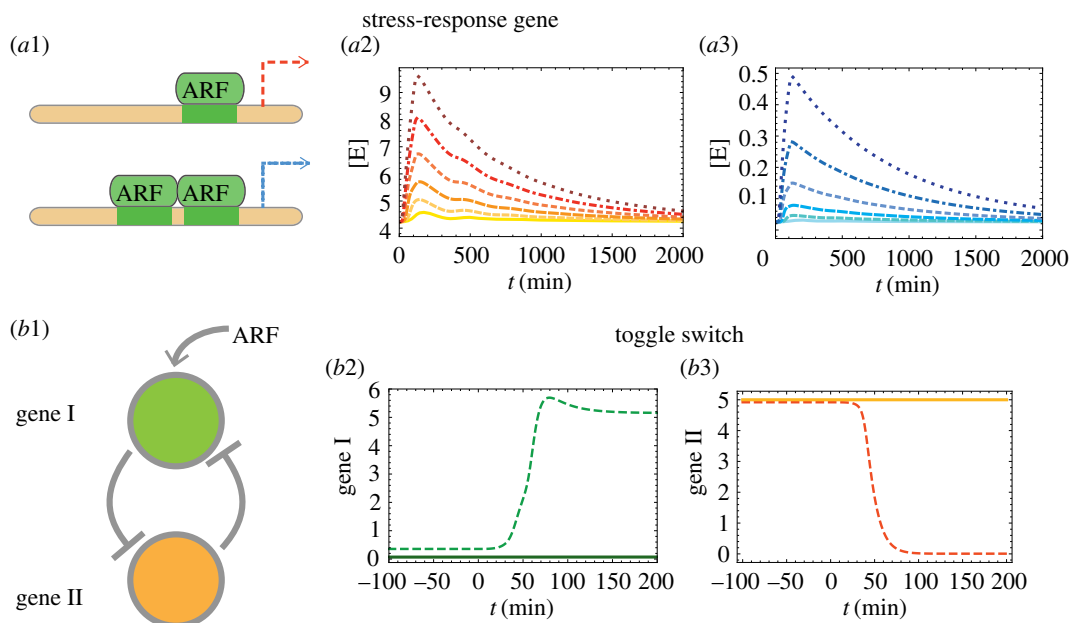 stress-response gene
(a1)
(a2)
(a3)
ARF
ARF ARF
[E]
9
8
7
6
5
4
0 500 1000 1500 2000
t (min)
[E]
0.5
0.4
0.3
0.2
0.1
0 500 1000 1500 2000
t (min)
(b1)
ARF
gene I
gene II
toggle switch
(b2)
(b3)
gene I
6
5
4
3
2
1
0
−100 −50 0 50 100 150 200
t (min)
gene II
5
4
3
2
1
0
−100 −50 0 50 100 150 200
t (min)